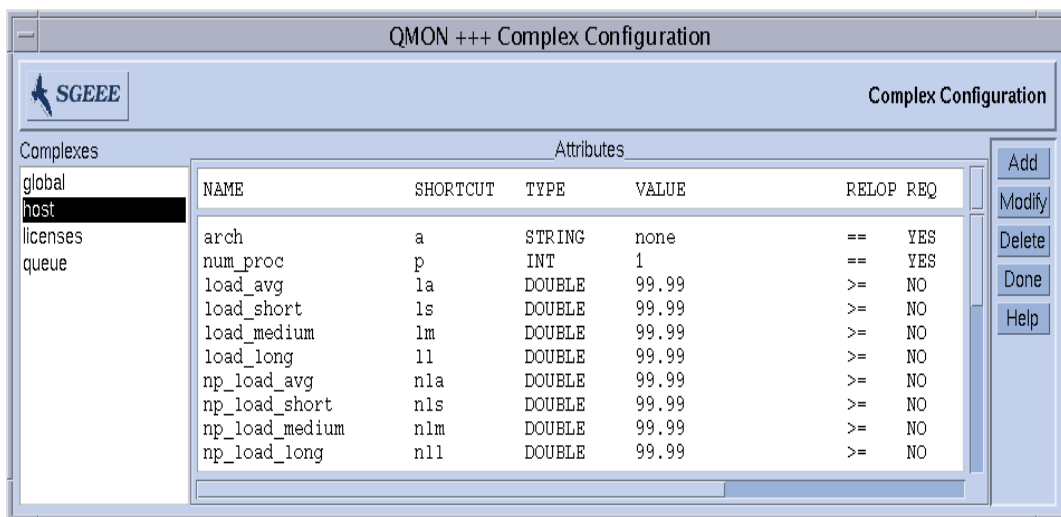 QMON +++ Complex Configuration
SGEEE
Complex Configuration
Complexes
global
host
licenses
queue
Attributes
NAME SHORTCUT TYPE VALUE RELOP REQ
arch a STRING none == YES
num_proc p INT 1 == YES
load_avg la DOUBLE 99.99 >= NO
load_short ls DOUBLE 99.99 >= NO
load_medium lm DOUBLE 99.99 >= NO
load_long ll DOUBLE 99.99 >= NO
np_load_avg nla DOUBLE 99.99 >= NO
np_load_short nls DOUBLE 99.99 >= NO
np_load_medium nlm DOUBLE 99.99 >= NO
np_load_long nll DOUBLE 99.99 >= NO
Add
Modify
Delete
Done
Help